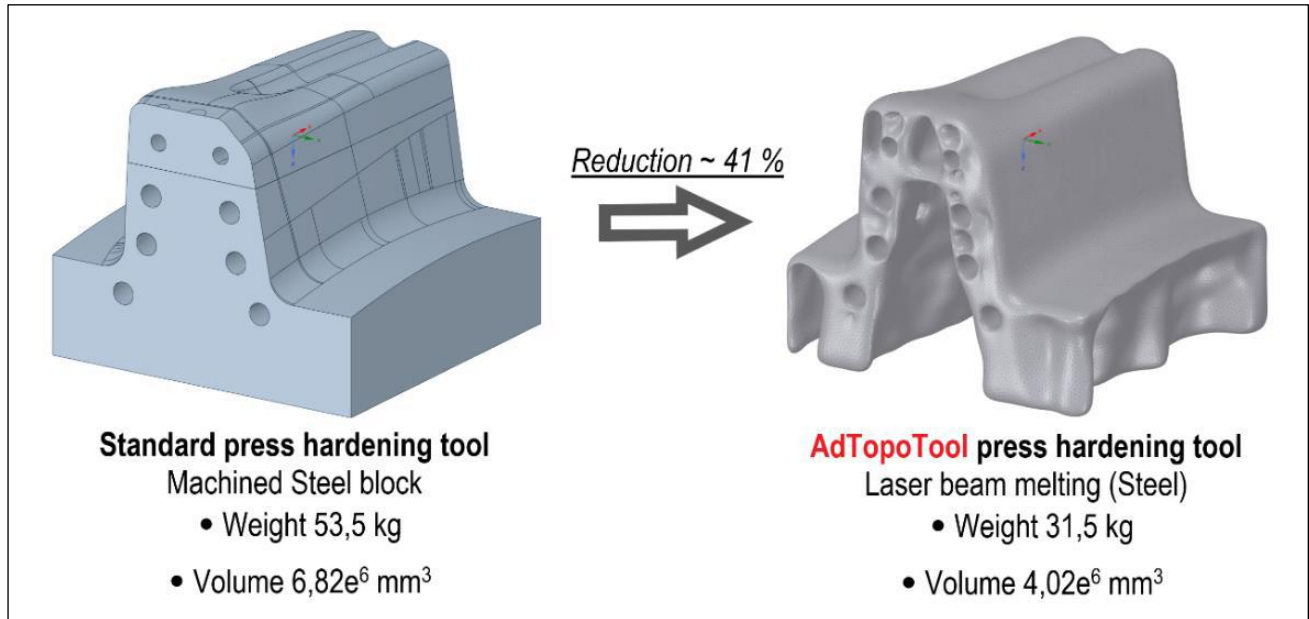 Reduction ~ 41 %
Standard press hardening tool
Machined Steel block
• Weight 53,5 kg
• Volume 6,82e⁶ mm³
AdTopoTool press hardening tool
Laser beam melting (Steel)
• Weight 31,5 kg
• Volume 4,02e⁶ mm³